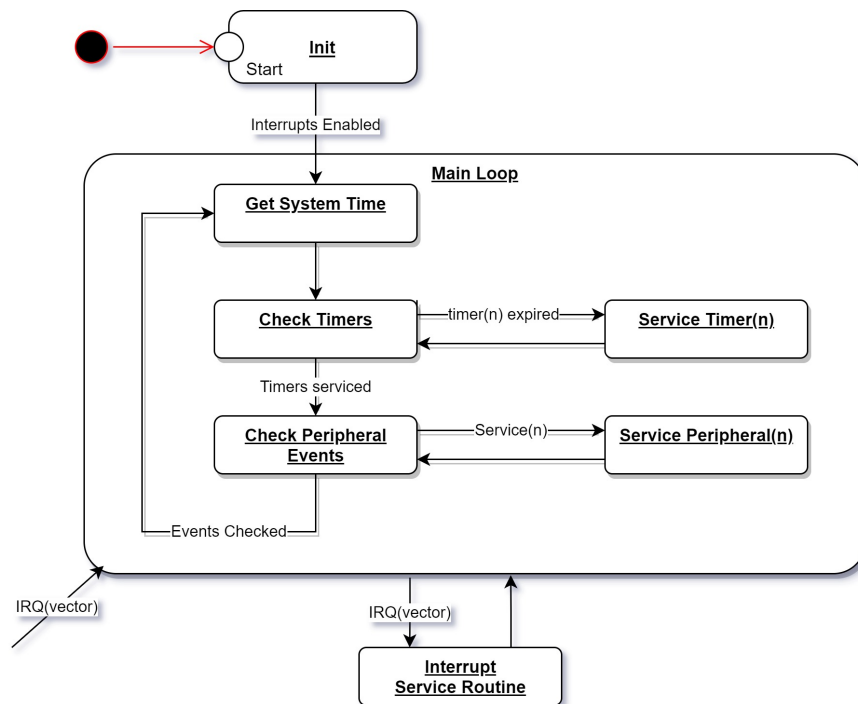 Init
Start
Interrupts Enabled
Main Loop
Get System Time
Check Timers
timer(n) expired
Service Timer(n)
Timers serviced
Check Peripheral
Events
Service(n)
Service Peripheral(n)
Events Checked
IRQ(vector)
IRQ(vector)
Interrupt
Service Routine